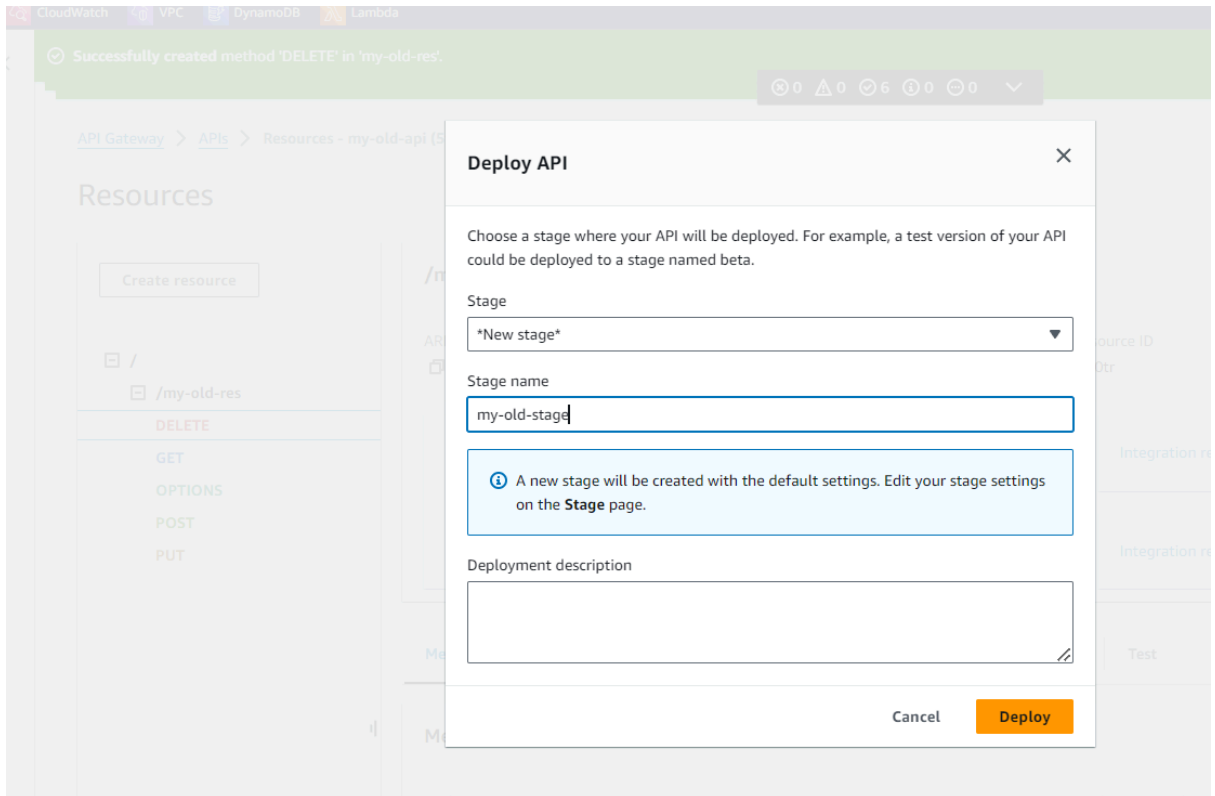 CloudWatch VPC DynamoDB Lambda
Successfully created method 'DELETE' in 'my-old-res'.
0 0 6 0 0
API Gateway > APIs > Resources - my-old-api (5
Resources
Create resource
/
/my-old-res
DELETE
GET
OPTIONS
POST
PUT
Deploy API
Choose a stage where your API will be deployed. For example, a test version of your API
could be deployed to a stage named beta.
Stage
*New stage*
Stage name
my-old-stage
A new stage will be created with the default settings. Edit your stage settings
on the Stage page.
Deployment description
Cancel Deploy
Integration re
Integration re
Test